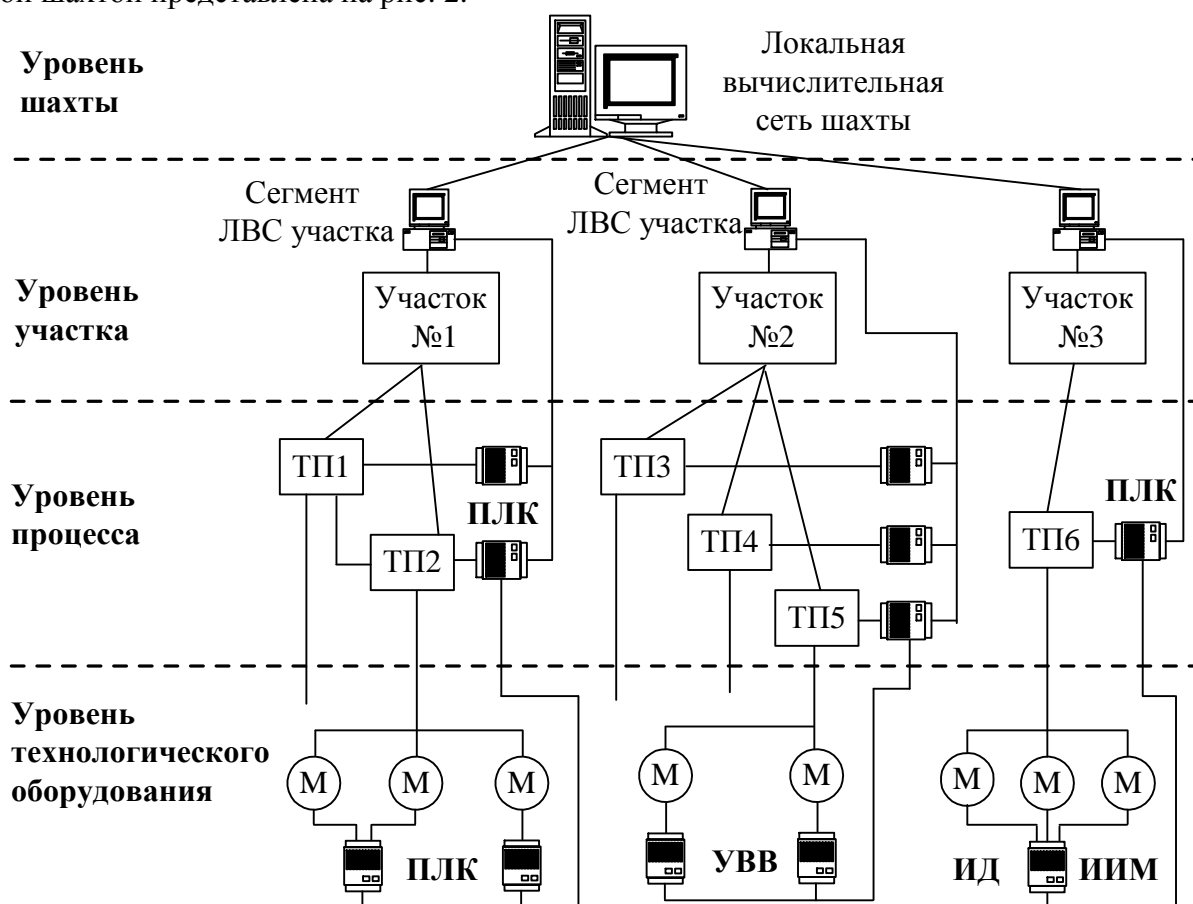 ой шахтой представлена на рис. 2.
Уровень
шахты
Локальная
вычислительная
сеть шахты
Сегмент
ЛВС участка
Сегмент
ЛВС участка
Уровень
участка
Участок
№1
Участок
№2
Участок
№3
Уровень
процесса
ТП1
ПЛК
ТП2
ТП3
ТП4
ТП5
ПЛК
ТП6
Уровень
технологического
оборудования
М
М
М
М
М
М
М
М
ПЛК
УВВ
ИД
ИИМ